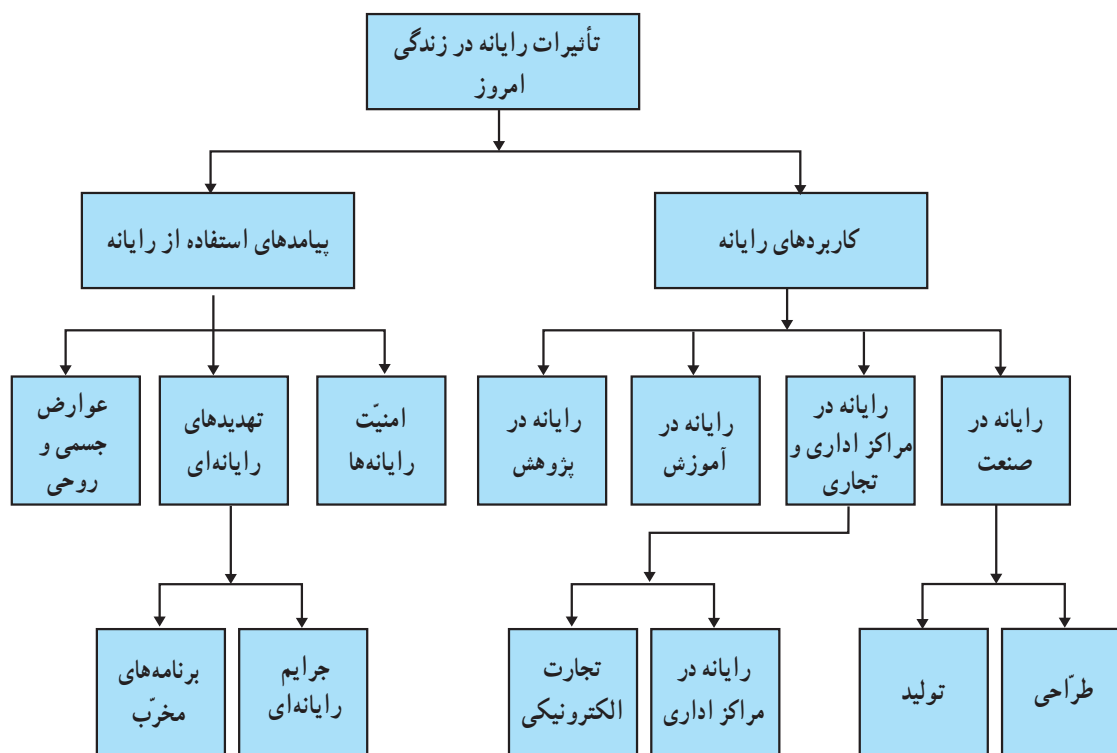 تأثیرات رایانه در زندگی
امروز
کاربردهای رایانه
پیامدهای استفاده از رایانه
رایانه در
صنعت
رایانه در
مراکز اداری و
تجاری
رایانه در
آموزش
رایانه در
پژوهش
امنیّت
رایانه‌ها
تهدیدهای
رایانه‌ای
عوارض
جسمی و
روحی
طرّاحی
تولید
رایانه در
مراکز اداری
تجارت
الکترونیکی
جرایم
رایانه‌ای
برنامه‌های
مخرّب